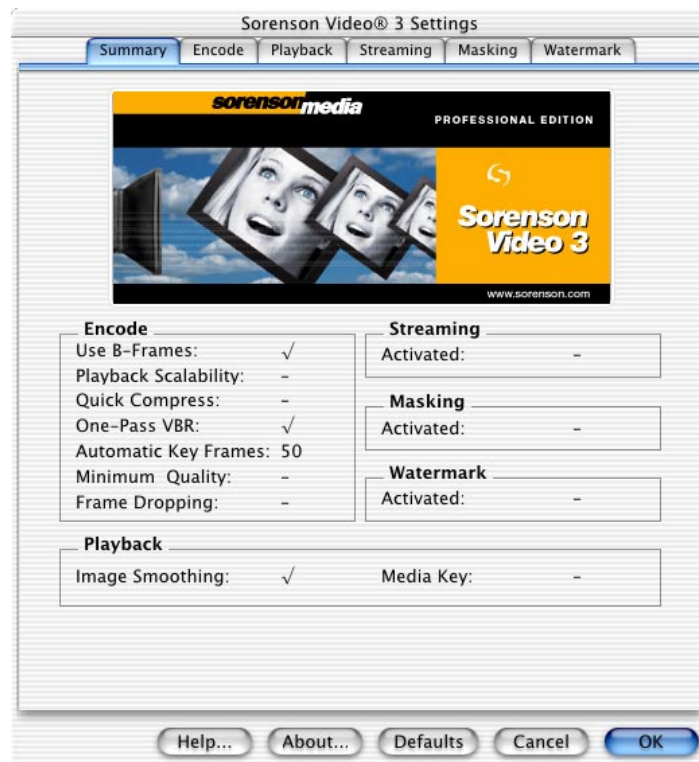 Sorenson Video® 3 Settings
Summary Encode Playback Streaming Masking Watermark
sorensonmedia
PROFESSIONAL EDITION
Sorenson
Video 3
www.sorenson.com
Encode
Use B-Frames: √
Playback Scalability: –
Quick Compress: –
One-Pass VBR: √
Automatic Key Frames: 50
Minimum Quality: –
Frame Dropping: –
Streaming
Activated: –
Masking
Activated: –
Watermark
Activated: –
Playback
Image Smoothing: √ Media Key: –
Help... About... Defaults Cancel OK